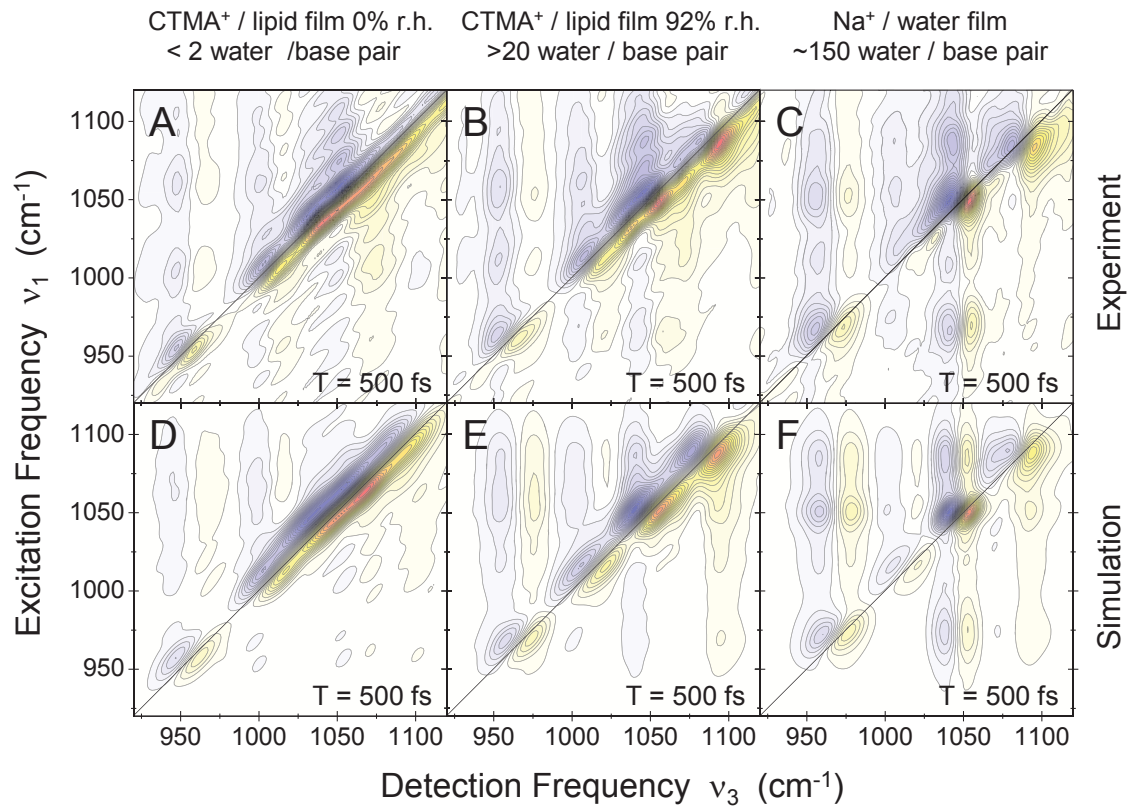 CTMA+ / lipid film 0% r.h.
< 2 water /base pair
CTMA+ / lipid film 92% r.h.
>20 water / base pair
Na+ / water film
~150 water / base pair
A
B
C
1100
1050
1000
950
T = 500 fs
T = 500 fs
T = 500 fs
Experiment
D
E
F
1100
1050
1000
950
T = 500 fs
T = 500 fs
T = 500 fs
Simulation
Excitation Frequency ν1 (cm-1)
950 1000 1050 1100
950 1000 1050 1100
950 1000 1050 1100
Detection Frequency ν3 (cm-1)